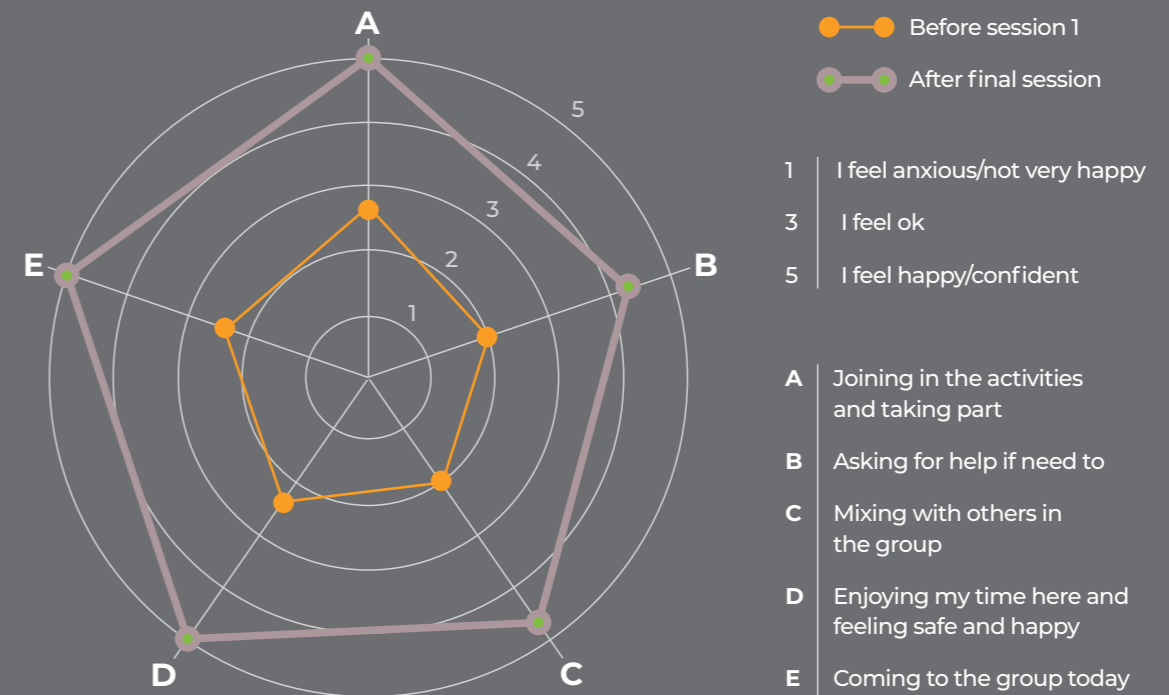 A
B
C
D
E
5
4
3
2
1
Before session 1
After final session
1 I feel anxious/not very happy
3 I feel ok
5 I feel happy/confident
A Joining in the activities
and taking part
B Asking for help if need to
C Mixing with others in
the group
D Enjoying my time here and
feeling safe and happy
E Coming to the group today